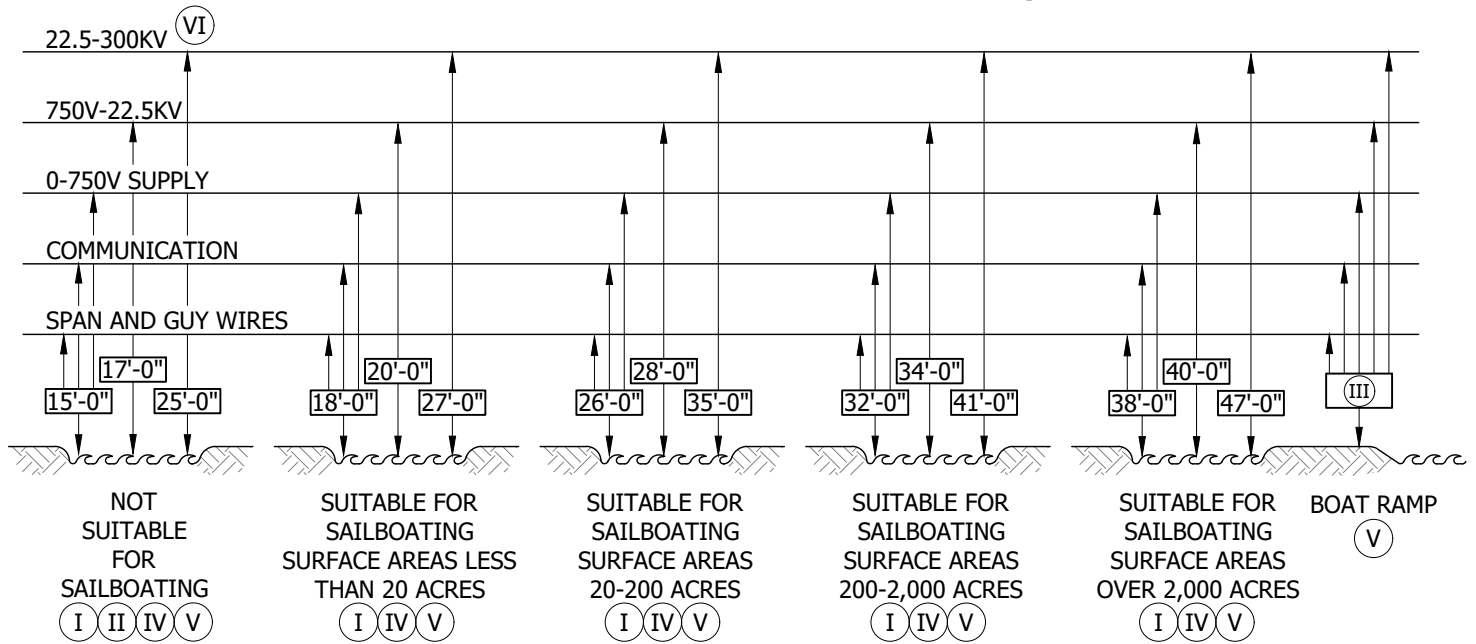 22.5-300KV VI
750V-22.5KV
0-750V SUPPLY
COMMUNICATION
SPAN AND GUY WIRES
17'-0" 20'-0" 28'-0" 34'-0" 40'-0"
15'-0" 25'-0" 18'-0" 27'-0" 26'-0" 35'-0" 32'-0" 41'-0" 38'-0" 47'-0" III
NOT
SUITABLE
FOR
SAILBOATING
I II IV V
SUITABLE FOR
SAILBOATING
SURFACE AREAS LESS
THAN 20 ACRES
I IV V
SUITABLE FOR
SAILBOATING
SURFACE AREAS
20-200 ACRES
I IV V
SUITABLE FOR
SAILBOATING
SURFACE AREAS
200-2,000 ACRES
I IV V
SUITABLE FOR
SAILBOATING
SURFACE AREAS
OVER 2,000 ACRES
I IV V
BOAT RAMP
V